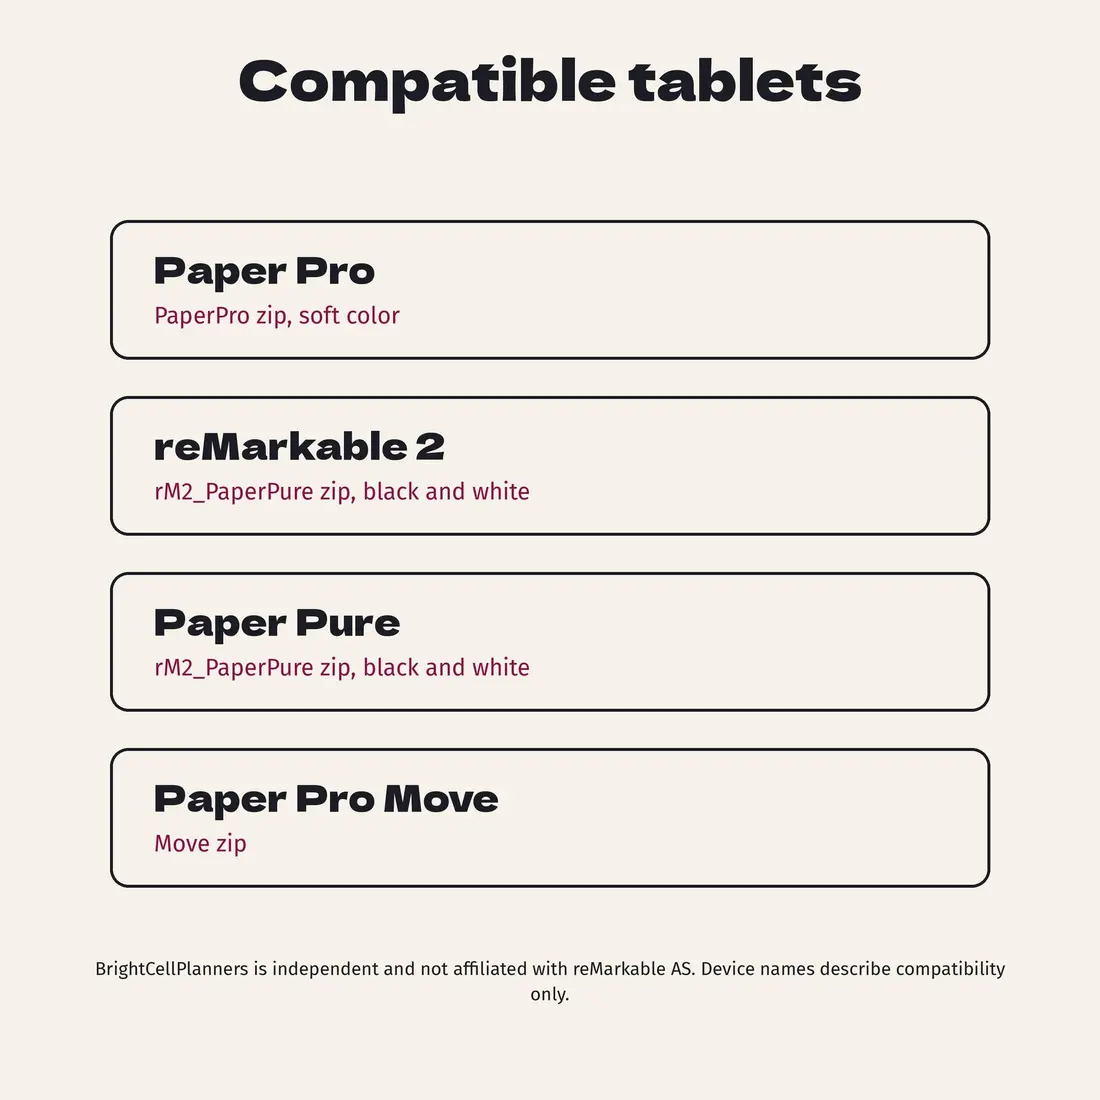 Compatible tablets
Paper Pro
PaperPro zip, soft color
reMarkable 2
rM2_PaperPure zip, black and white
Paper Pure
rM2_PaperPure zip, black and white
Paper Pro Move
Move zip
BrightCellPlanners is independent and not affiliated with reMarkable AS. Device names describe compatibility
only.